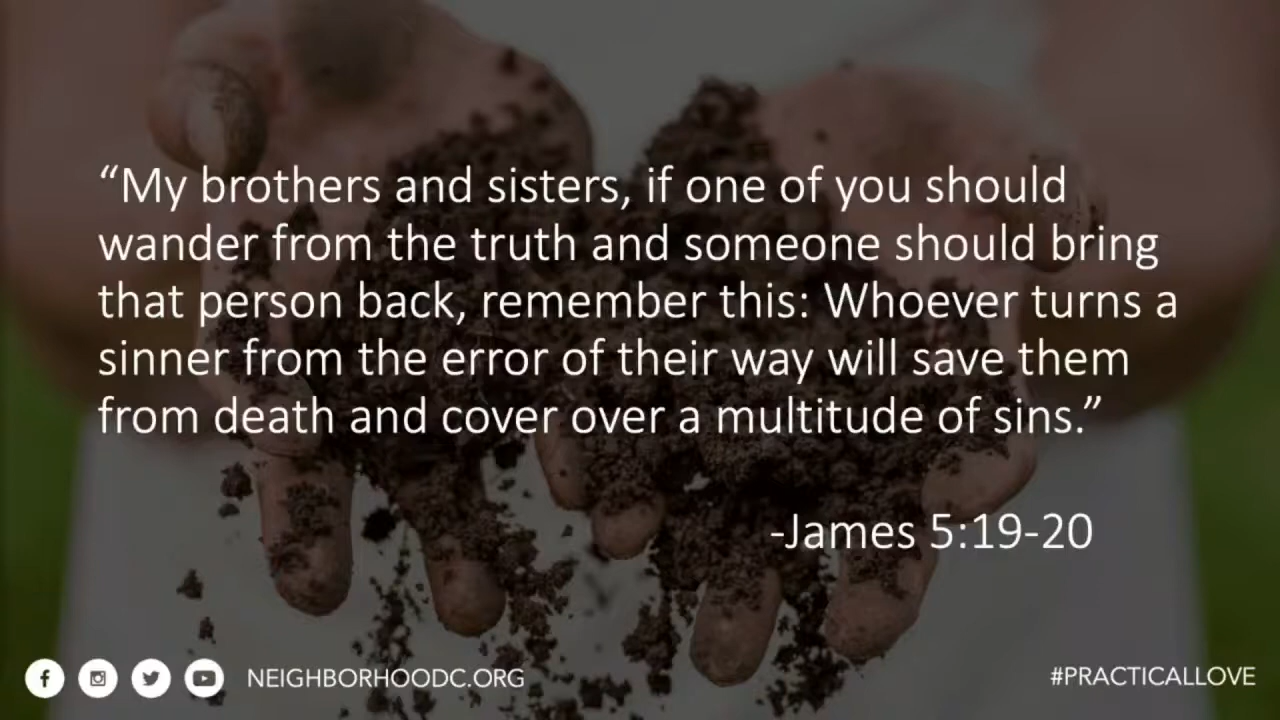 “My brothers and sisters, if one of you should
wander from the truth and someone should bring
that person back, remember this: Whoever turns a
sinner from the error of their way will save them
from death and cover over a multitude of sins.”
-James 5:19-20
NEIGHBORHOODC.ORG
#PRACTICALLOVE